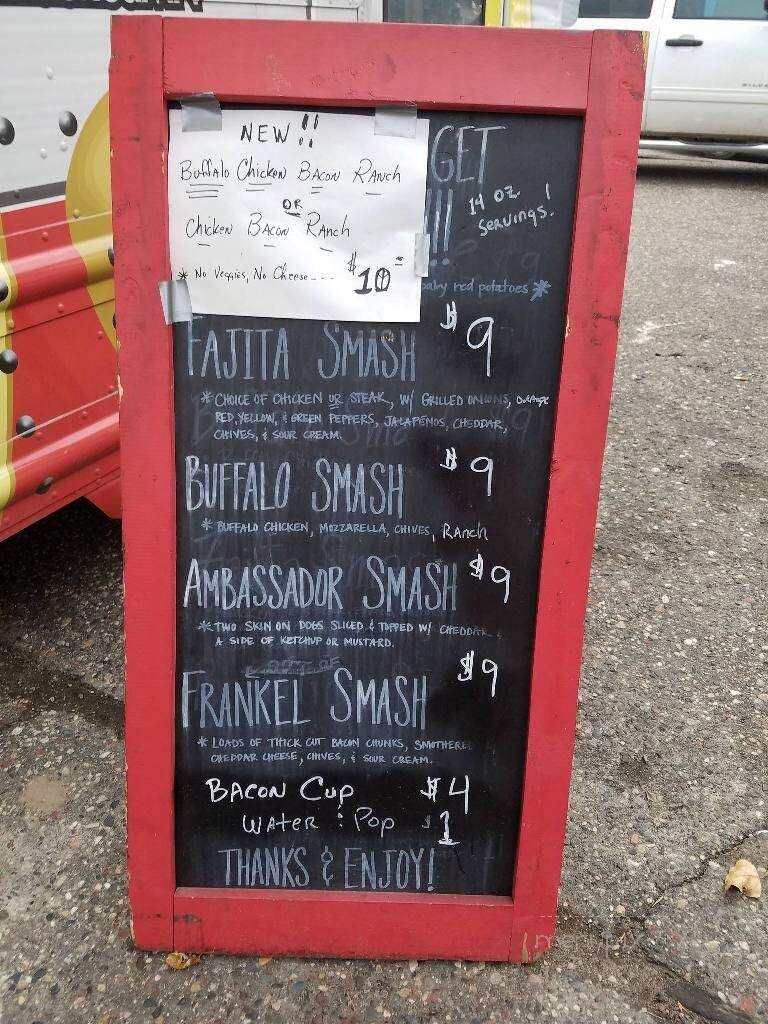 NEW !!
Buffalo Chicken Bacon Ranch
OR
Chicken Bacon Ranch
* No Veggies, No Cheese --- $10
GET
!!!
14 oz
Servings!
baby red potatoes *
FAJITA SMASH $9
* CHOICE OF CHICKEN OR STEAK, W/ GRILLED ONIONS, ORANGE
RED, YELLOW, & GREEN PEPPERS, JALAPENOS, CHEDDAR,
CHIVES, & SOUR CREAM.
BUFFALO SMASH $9
* BUFFALO CHICKEN, MOZZARELLA, CHIVES, Ranch
AMBASSADOR SMASH $9
* TWO SKIN ON DOGS SLICED & TOPPED W/ CHEDDAR &
A SIDE OF KETCHUP OR MUSTARD.
FRANKEL SMASH $9
* LOADS OF THICK CUT BACON CHUNKS, SMOTHERED
CHEDDAR CHEESE, CHIVES, & SOUR CREAM.
BACON CUP $4
WATER : POP $1
THANKS & ENJOY!